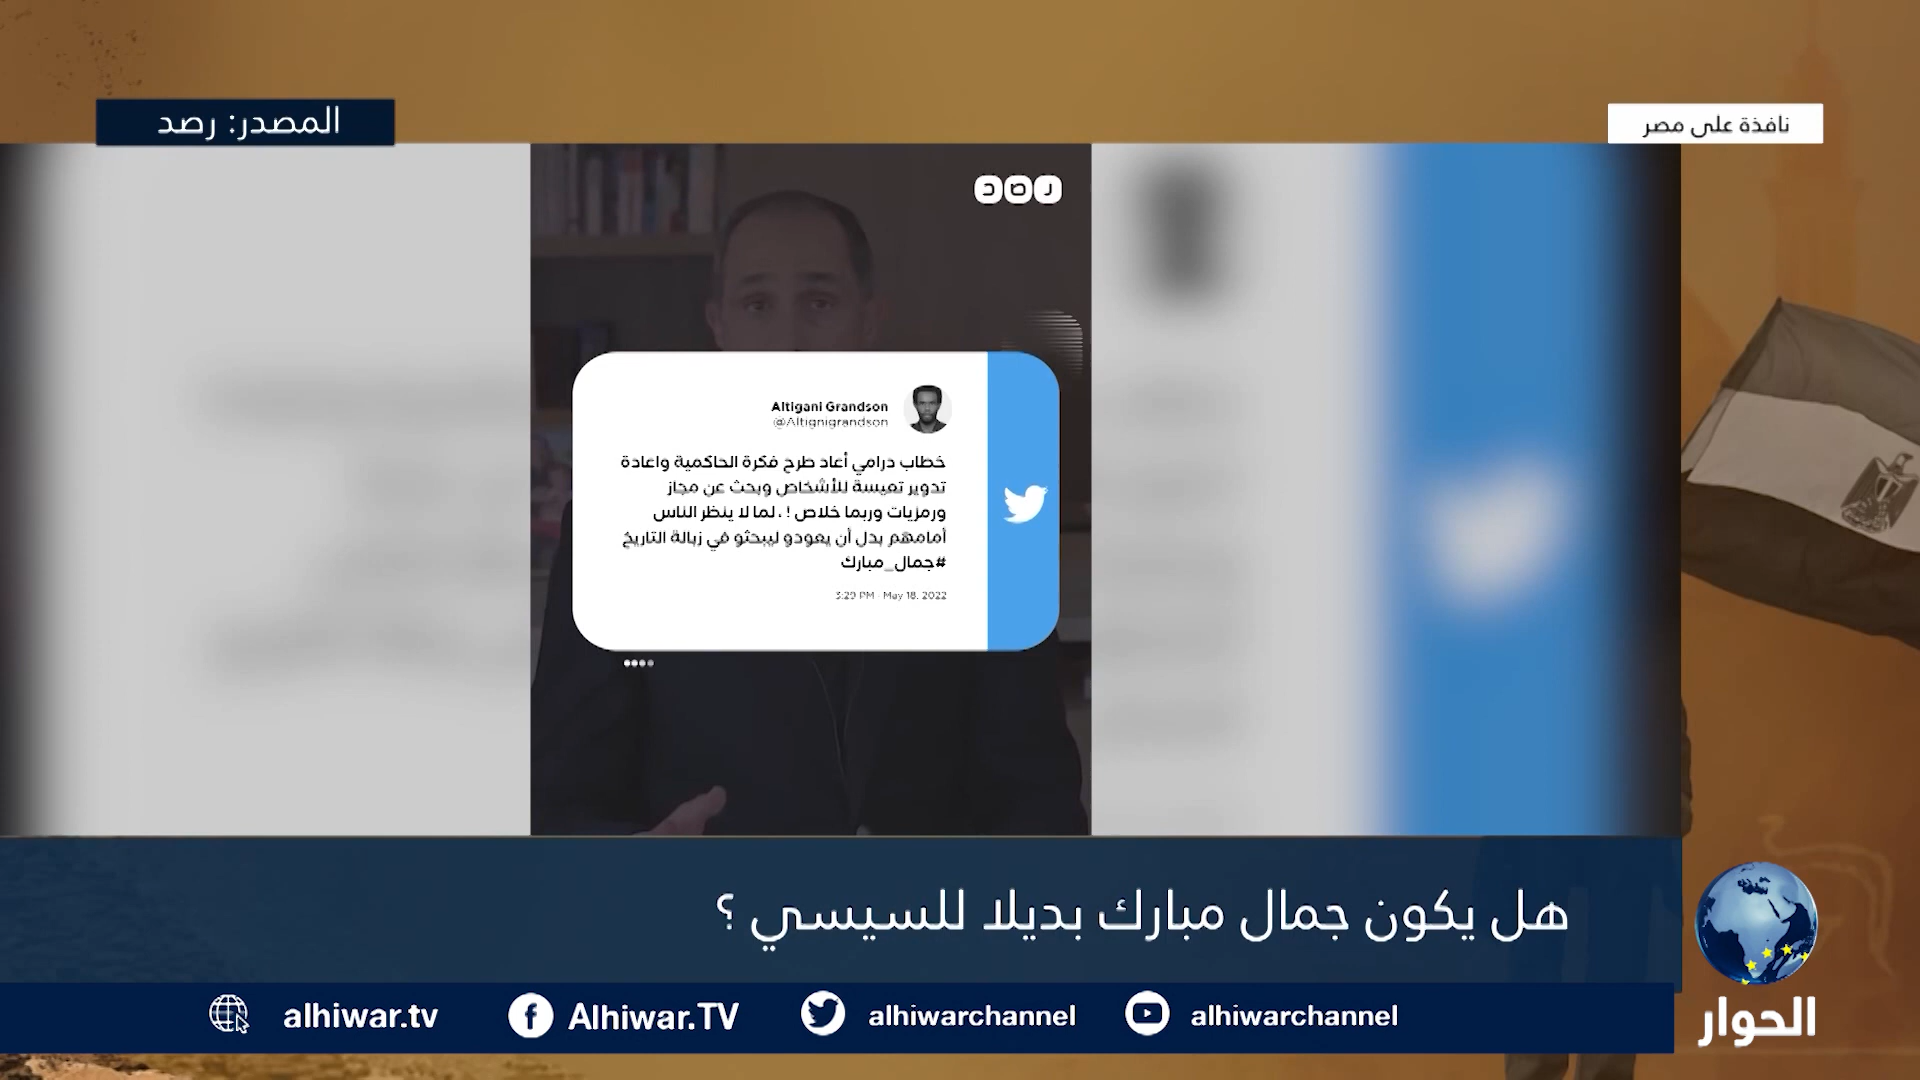 المصدر: رصد
نافذة على مصر
رصد
Altigani Grandson
@Altignigrandson
خطاب درامي أعاد طرح فكرة الحاكمية واعادة
تدوير تعيسة للأشخاص وبحث عن مجاز
ورمزيات وربما خلاص ! ، لما لا ينظر الناس
أمامهم بدل أن يعودو ليبحثو في زبالة التاريخ
#جمال_مبارك
3:29 PM · May 18, 2022
هل يكون جمال مبارك بديلا للسيسي ؟
alhiwar.tv
Alhiwar.TV
alhiwarchannel
alhiwarchannel
الحوار